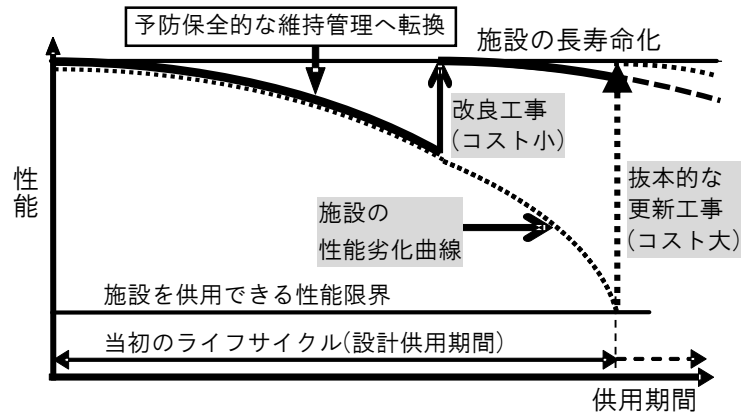 予防保全的な維持管理へ転換
施設の長寿命化
改良工事
(コスト小)
性能
抜本的な
更新工事
(コスト大)
施設の
性能劣化曲線
施設を供用できる性能限界
当初のライフサイクル(設計供用期間)
供用期間